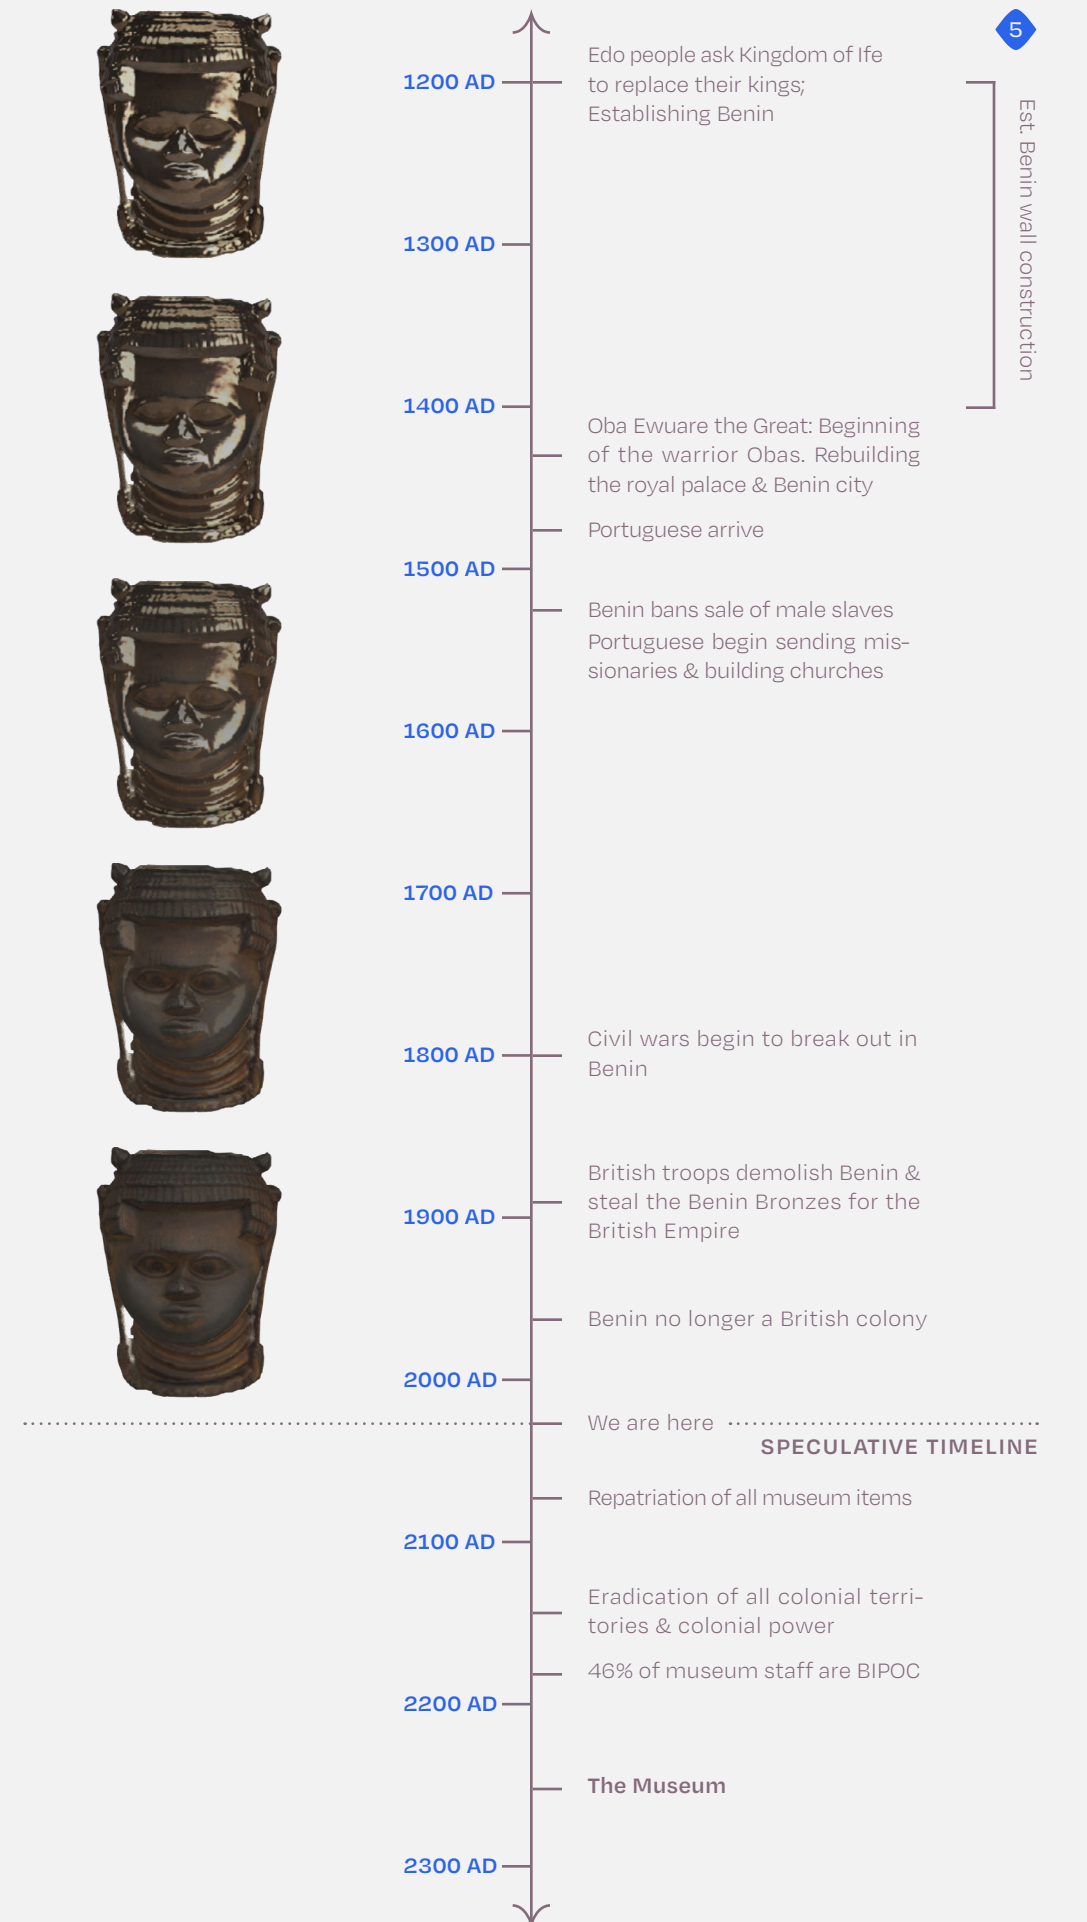 5
1200 AD
Edo people ask Kingdom of Ife
to replace their kings;
Establishing Benin
Est. Benin wall construction
1300 AD
1400 AD
Oba Ewuare the Great: Beginning
of the warrior Obas. Rebuilding
the royal palace & Benin city
Portuguese arrive
1500 AD
Benin bans sale of male slaves
Portuguese begin sending mis-
sionaries & building churches
1600 AD
1700 AD
1800 AD
Civil wars begin to break out in
Benin
British troops demolish Benin &
steal the Benin Bronzes for the
British Empire
1900 AD
Benin no longer a British colony
2000 AD
We are here
SPECULATIVE TIMELINE
Repatriation of all museum items
2100 AD
Eradication of all colonial terri-
tories & colonial power
46% of museum staff are BIPOC
2200 AD
The Museum
2300 AD